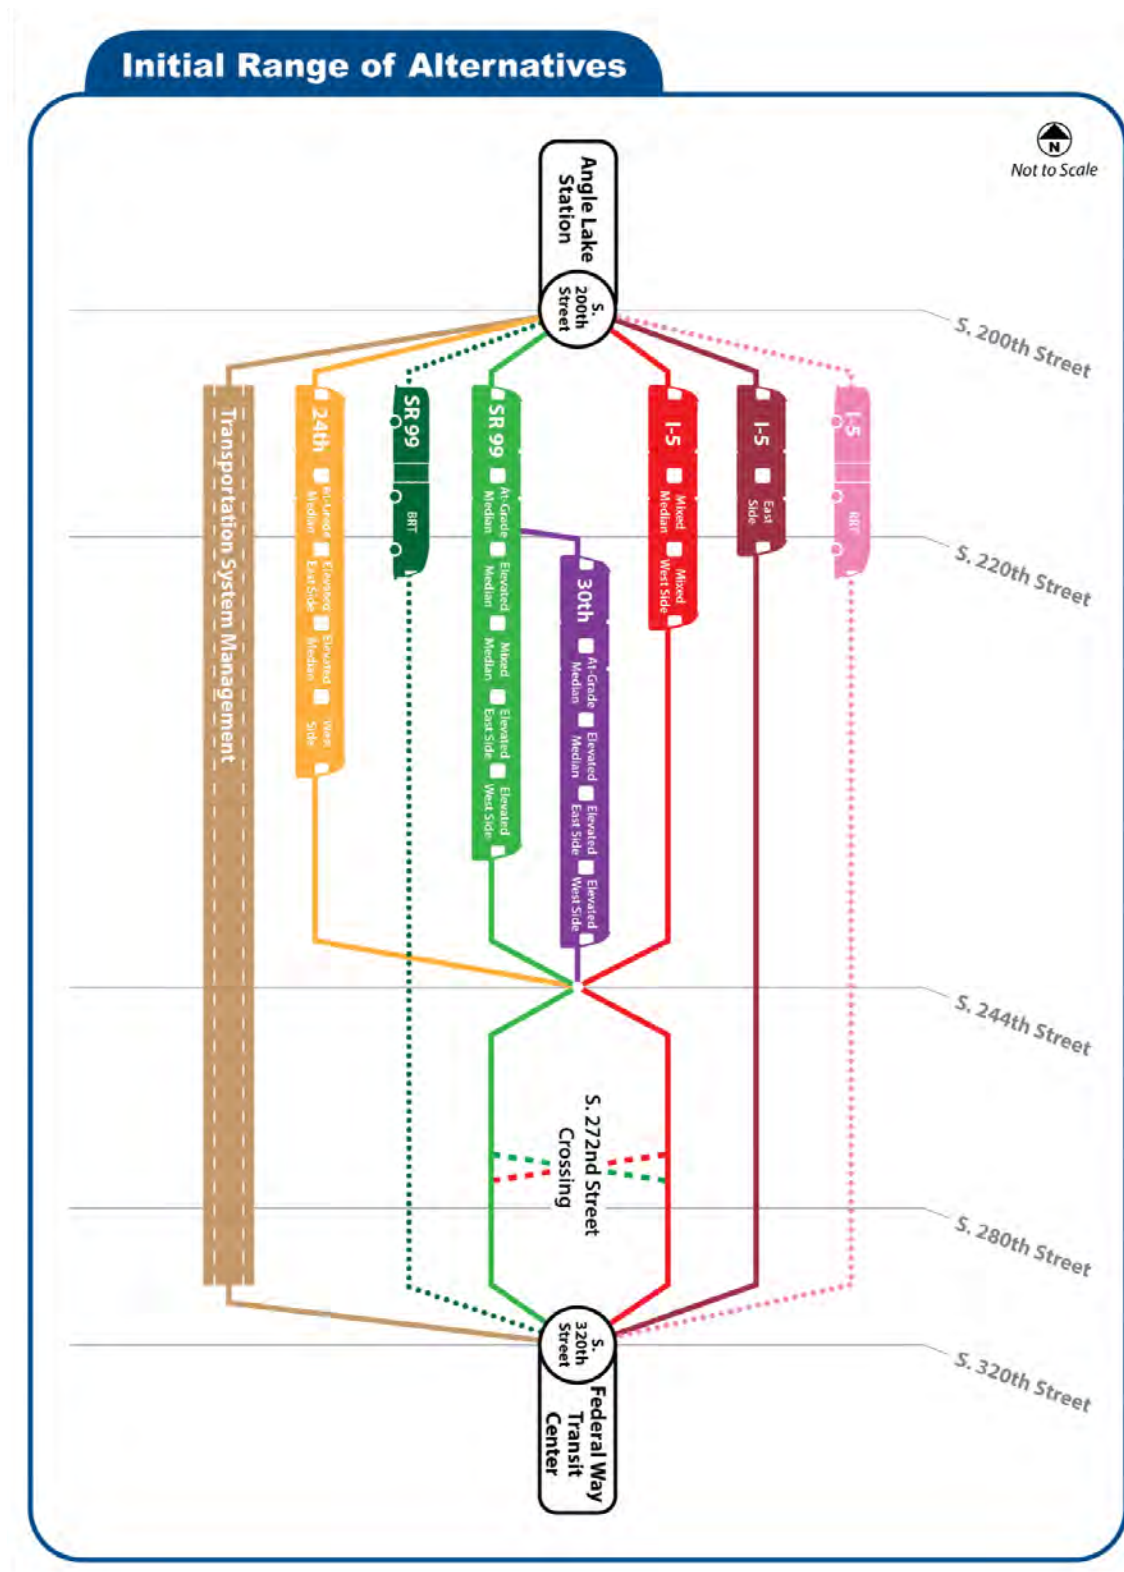 Initial Range of Alternatives
N
Not to Scale
Angle Lake
Station
S.
200th
Street
S. 200th Street
Transportation System Management
24th
At-Grade
Median
Elevated
East Side
Elevated
Median
West
Side
SR 99
BRT
SR 99
At-Grade
Median
Elevated
Median
Mixed
Median
Elevated
East Side
Elevated
West Side
30th
At-Grade
Median
Elevated
Median
Elevated
East Side
Elevated
West Side
I-5
Mixed
Median
Mixed
West Side
I-5
East
Side
I-5
BRT
S. 220th Street
S. 244th Street
S. 272nd Street
Crossing
S. 280th Street
S.
320th
Street
S. 320th Street
Federal Way
Transit
Center